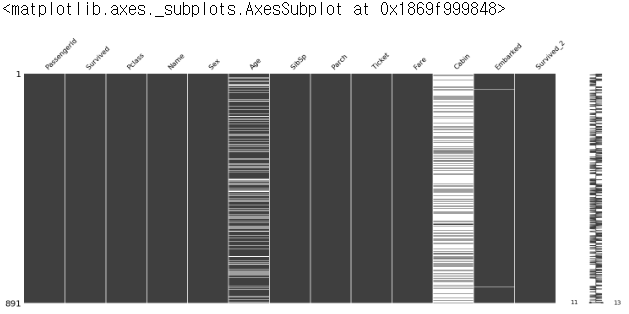 <matplotlib.axes._subplots.AxesSubplot at 0x1869f999848>
PassengerId Survived Pclass Name Sex Age SibSp Parch Ticket Fare Cabin Embarked Survived_2
1
891
11 13